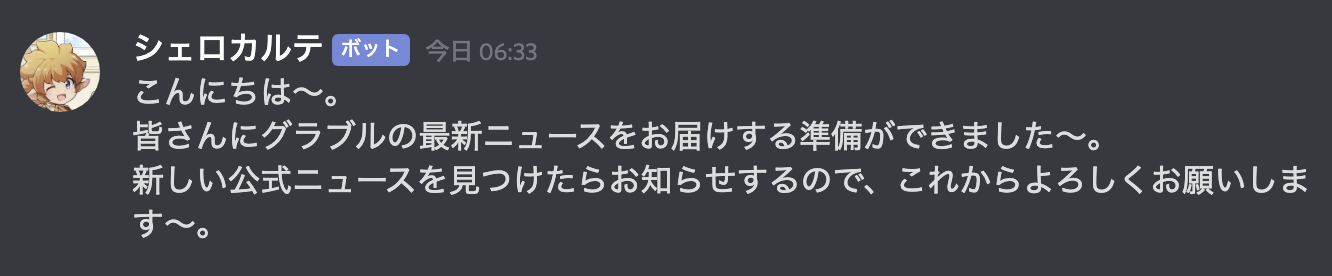 シェロカルテ ボット 今日 06:33
こんにちは〜。
皆さんにグラブルの最新ニュースをお届けする準備ができました〜。
新しい公式ニュースを見つけたらお知らせするので、これからよろしくお願いしま
す〜。